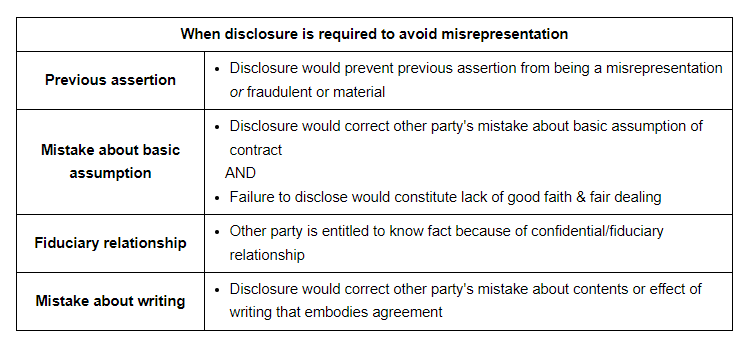 When disclosure is required to avoid misrepresentation
Previous assertion
• Disclosure would prevent previous assertion from being a misrepresentation
or fraudulent or material
Mistake about basic
assumption
• Disclosure would correct other party's mistake about basic assumption of
contract
AND
• Failure to disclose would constitute lack of good faith & fair dealing
Fiduciary relationship
• Other party is entitled to know fact because of confidential/fiduciary
relationship
Mistake about writing
• Disclosure would correct other party's mistake about contents or effect of
writing that embodies agreement